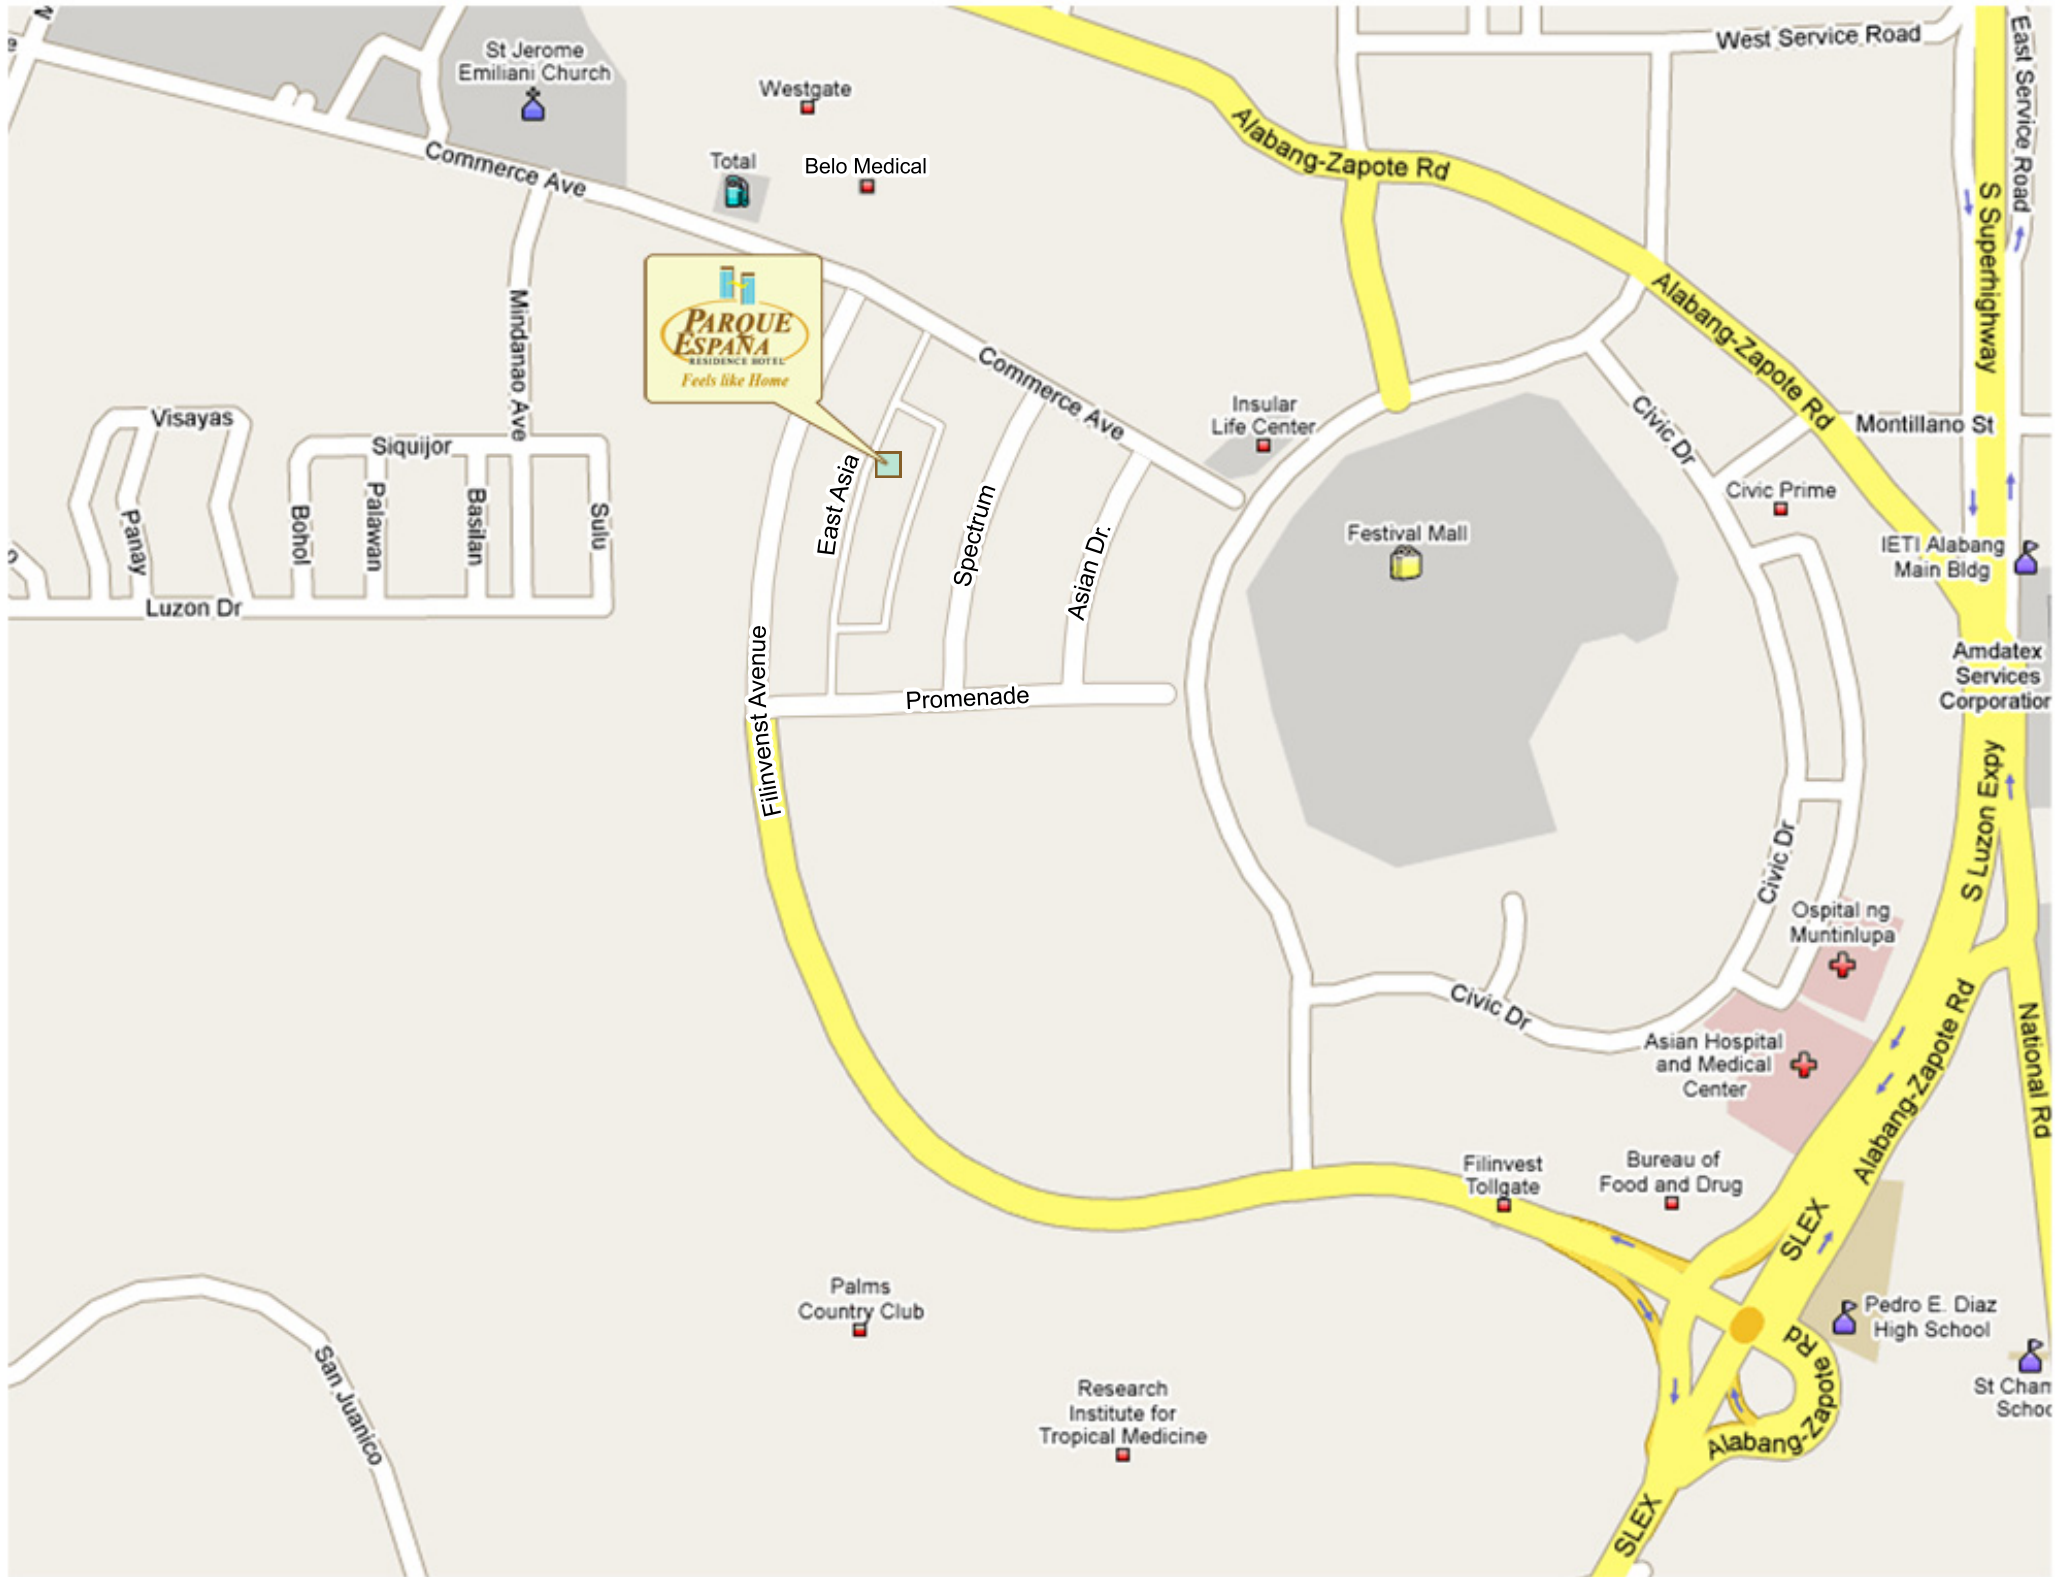 West Service Road
East Service Road
St Jerome
Emiliani Church
Westgate
Total
Belo Medical
Commerce Ave
Alabang-Zapote Rd
S Superhighway
Mindanao Ave
PARQUE
ESPAÑA
RESIDENCE HOTEL
Feels like Home
Commerce Ave
Alabang-Zapote Rd
Insular
Life Center
Civic Dr
Montillano St
Visayas
Siquijor
Panay
Bohol
Palawan
Basilan
Sulu
Luzon Dr
East Asia
Spectrum
Asian Dr.
Festival Mall
Civic Prime
IETI Alabang
Main Bldg
Filinvenst Avenue
Promenade
Amdatex
Services
Corporation
S Luzon Expy
Civic Dr
Ospital ng
Muntinlupa
Civic Dr
Asian Hospital
and Medical
Center
Alabang-Zapote Rd
National Rd
Filinvest
Tollgate
Bureau of
Food and Drug
SLEX
Palms
Country Club
Pedro E. Diaz
High School
Alabang-Zapote Rd
San Juanico
Research
Institute for
Tropical Medicine
St Cham
Schoo
SLEX